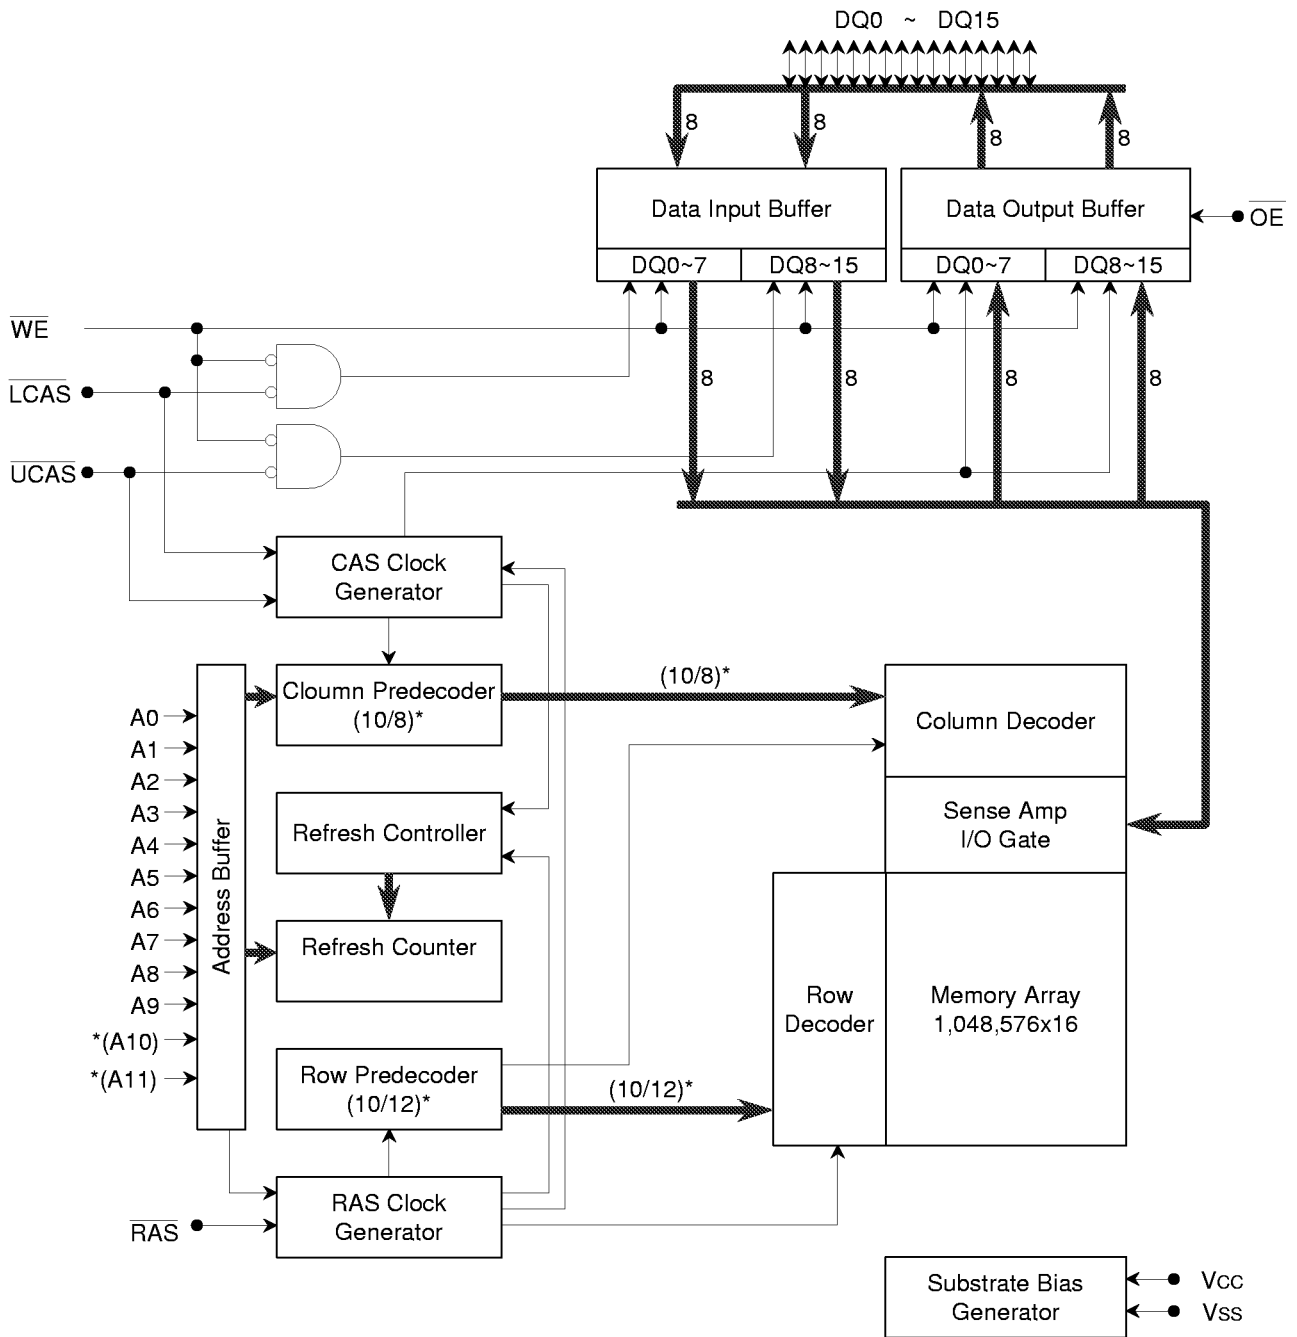 DQ0 ~ DQ15
8 8 8 8
Data Input Buffer
Data Output Buffer
OE
DQ0~7
DQ8~15
DQ0~7
DQ8~15
WE
LCAS
8 8 8 8
UCAS
CAS Clock
Generator
Cloumn Predecoder
(10/8)*
(10/8)*
Column Decoder
A0
A1
A2
A3
A4
A5
A6
A7
A8
A9
*(A10)
*(A11)
Address Buffer
Refresh Controller
Sense Amp
I/O Gate
Refresh Counter
Row
Decoder
Memory Array
1,048,576x16
Row Predecoder
(10/12)*
(10/12)*
RAS Clock
Generator
RAS
Substrate Bias
Generator
VCC
VSS